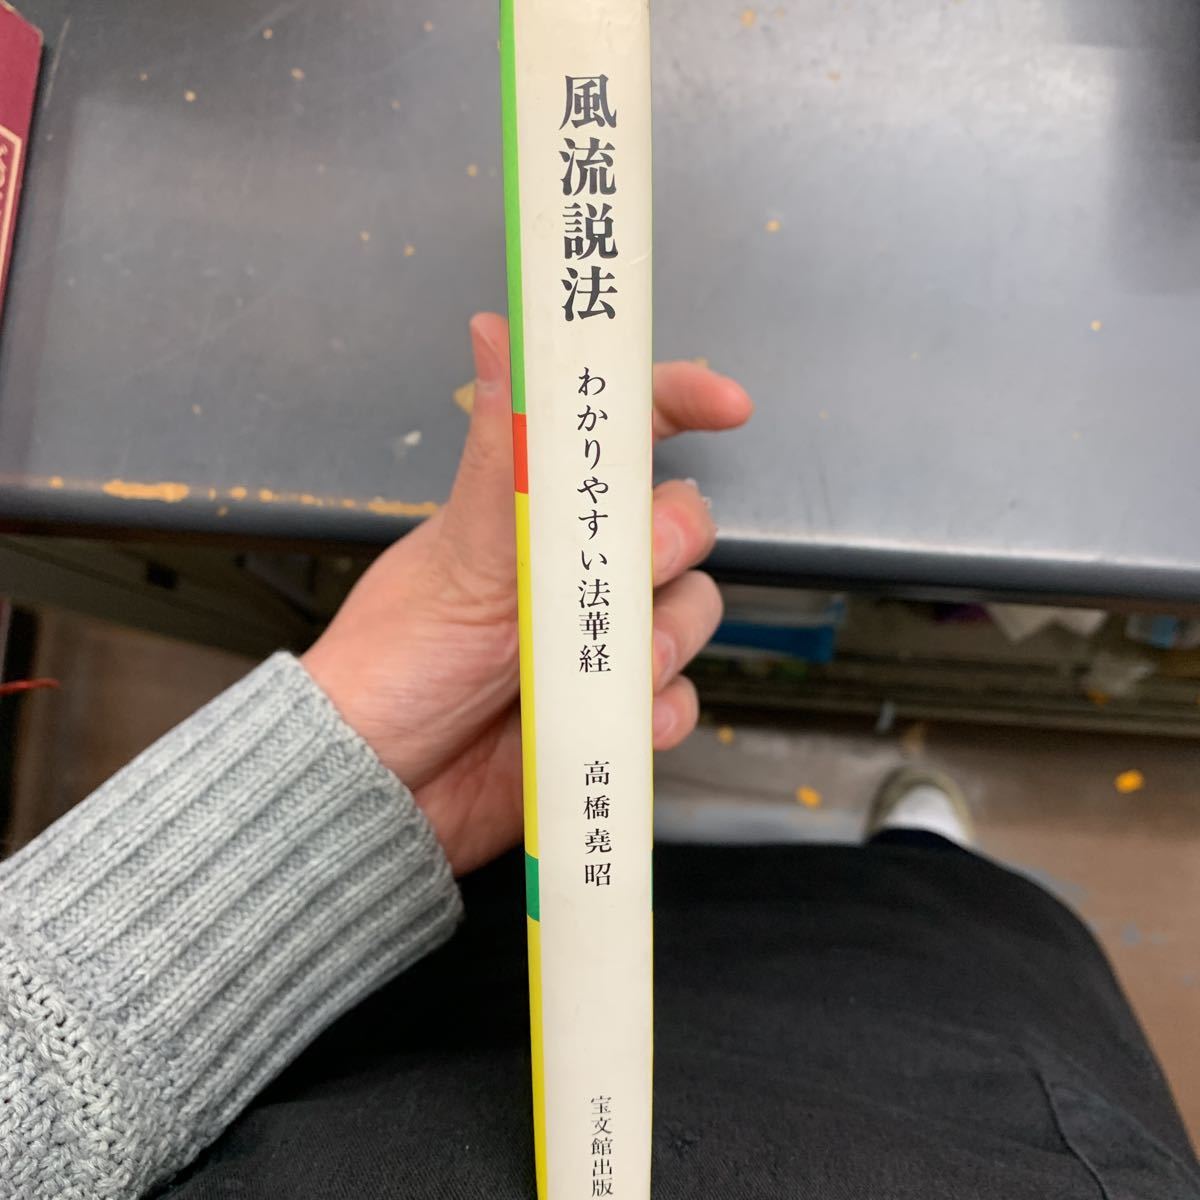 風流説法
わかりやすい法華経
高橋堯昭
宝文館出版